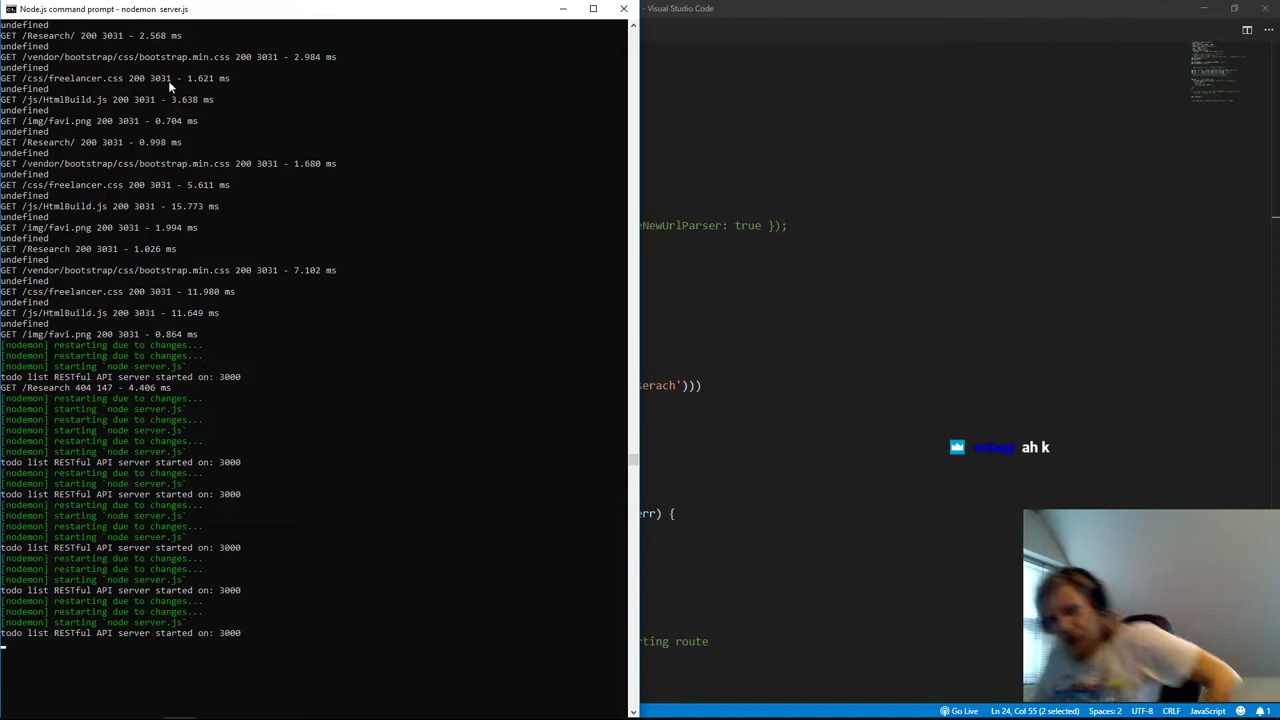 Node.js command prompt - nodemon server.js
undefined
GET /Research/ 200 3031 - 2.568 ms
undefined
GET /vendor/bootstrap/css/bootstrap.min.css 200 3031 - 2.984 ms
undefined
GET /css/freelancer.css 200 3031 - 1.621 ms
undefined
GET /js/HtmlBuild.js 200 3031 - 3.638 ms
undefined
GET /img/favi.png 200 3031 - 0.704 ms
undefined
GET /Research/ 200 3031 - 0.998 ms
undefined
GET /vendor/bootstrap/css/bootstrap.min.css 200 3031 - 1.680 ms
undefined
GET /css/freelancer.css 200 3031 - 5.611 ms
undefined
GET /js/HtmlBuild.js 200 3031 - 15.773 ms
undefined
GET /img/favi.png 200 3031 - 1.994 ms
undefined
GET /Research 200 3031 - 1.026 ms
undefined
GET /vendor/bootstrap/css/bootstrap.min.css 200 3031 - 7.102 ms
undefined
GET /css/freelancer.css 200 3031 - 11.980 ms
undefined
GET /js/HtmlBuild.js 200 3031 - 11.649 ms
undefined
GET /img/favi.png 200 3031 - 0.864 ms
[nodemon] restarting due to changes...
[nodemon] restarting due to changes...
[nodemon] starting `node server.js`
todo list RESTful API server started on: 3000
GET /Research 404 147 - 4.406 ms
[nodemon] restarting due to changes...
[nodemon] starting `node server.js`
[nodemon] restarting due to changes...
[nodemon] starting `node server.js`
[nodemon] restarting due to changes...
[nodemon] starting `node server.js`
todo list RESTful API server started on: 3000
[nodemon] restarting due to changes...
[nodemon] starting `node server.js`
todo list RESTful API server started on: 3000
[nodemon] restarting due to changes...
[nodemon] starting `node server.js`
[nodemon] restarting due to changes...
[nodemon] starting `node server.js`
todo list RESTful API server started on: 3000
[nodemon] restarting due to changes...
[nodemon] restarting due to changes...
[nodemon] starting `node server.js`
todo list RESTful API server started on: 3000
[nodemon] restarting due to changes...
[nodemon] restarting due to changes...
[nodemon] starting `node server.js`
todo list RESTful API server started on: 3000
- Visual Studio Code
eNewUrlParser: true });
serach')))
ah k
err) {
rting route
Go Live Ln 24, Col 55 (2 selected) Spaces: 2 UTF-8 CRLF JavaScript 1